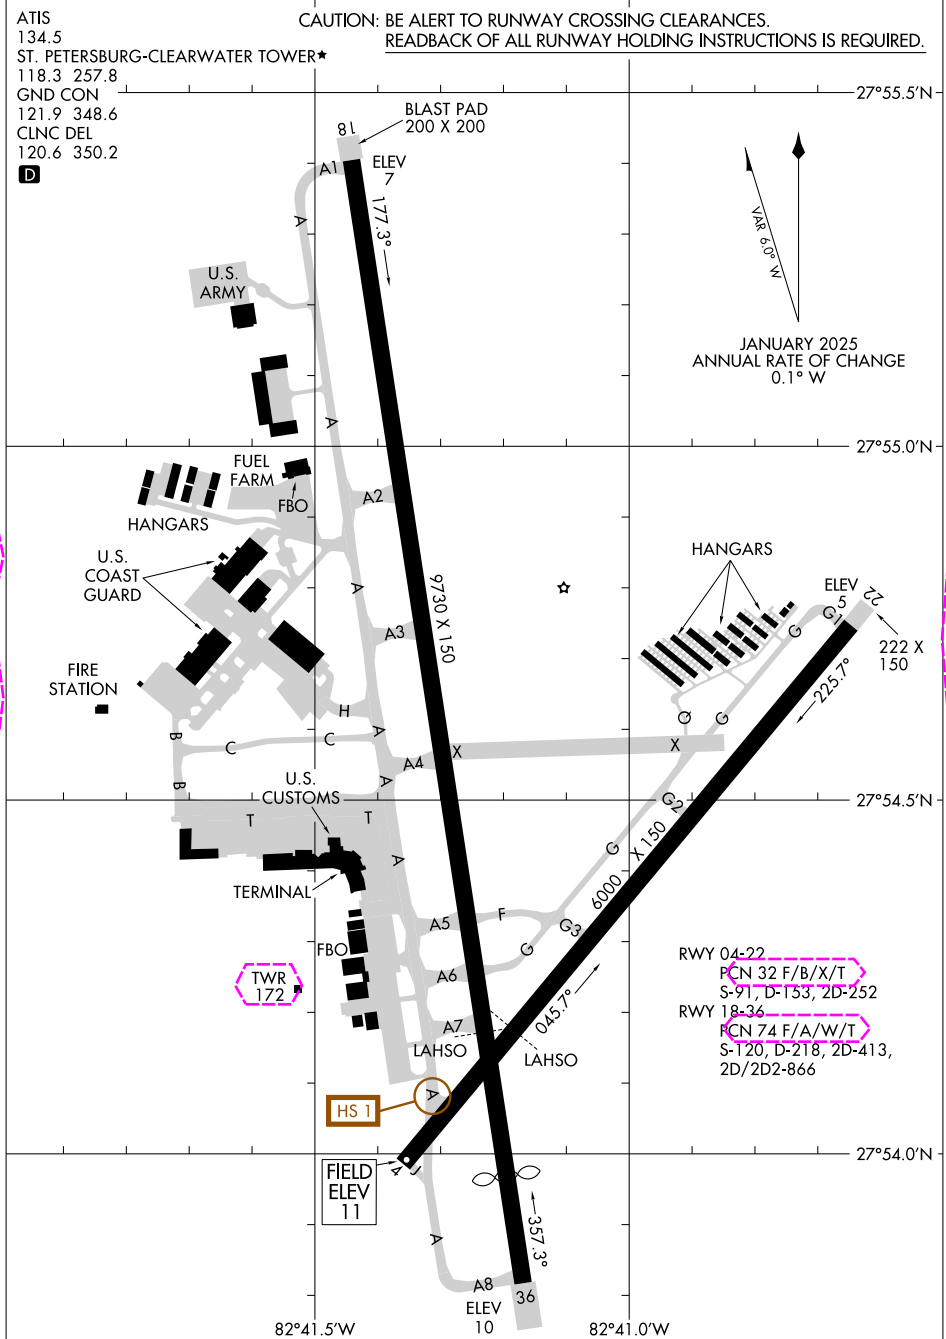 ATIS
134.5
ST. PETERSBURG-CLEARWATER TOWER★
118.3 257.8
GND CON
121.9 348.6
CLNC DEL
120.6 350.2
D
CAUTION: BE ALERT TO RUNWAY CROSSING CLEARANCES.
READBACK OF ALL RUNWAY HOLDING INSTRUCTIONS IS REQUIRED.
27°55.5'N
BLAST PAD
200 X 200
18
A1
ELEV
7
A
177.3°
VAR 6.0° W
JANUARY 2025
ANNUAL RATE OF CHANGE
0.1° W
U.S.
ARMY
A
27°55.0'N
FUEL
FARM
FBO
A2
HANGARS
U.S.
COAST
GUARD
A
9730 X 150
A3
HANGARS
ELEV
5
22
G1
G
222 X
150
225.7°
FIRE
STATION
H
B
C
C
A
A4
X
Q
G
X
B
A
U.S.
CUSTOMS
27°54.5'N
G2
T
T
A
G
6000 X 150
TERMINAL
A5
F
G3
FBO
A6
G
TWR
172
A7
045.7°
LAHSO
LAHSO
RWY 04-22
PCN 32 F/B/X/T
S-91, D-153, 2D-252
RWY 18-36
PCN 74 F/A/W/T
S-120, D-218, 2D-413,
2D/2D2-866
HS 1
A
27°54.0'N
4
J
FIELD
ELEV
11
357.3°
A
A8
36
ELEV
10
82°41.5'W
82°41.0'W